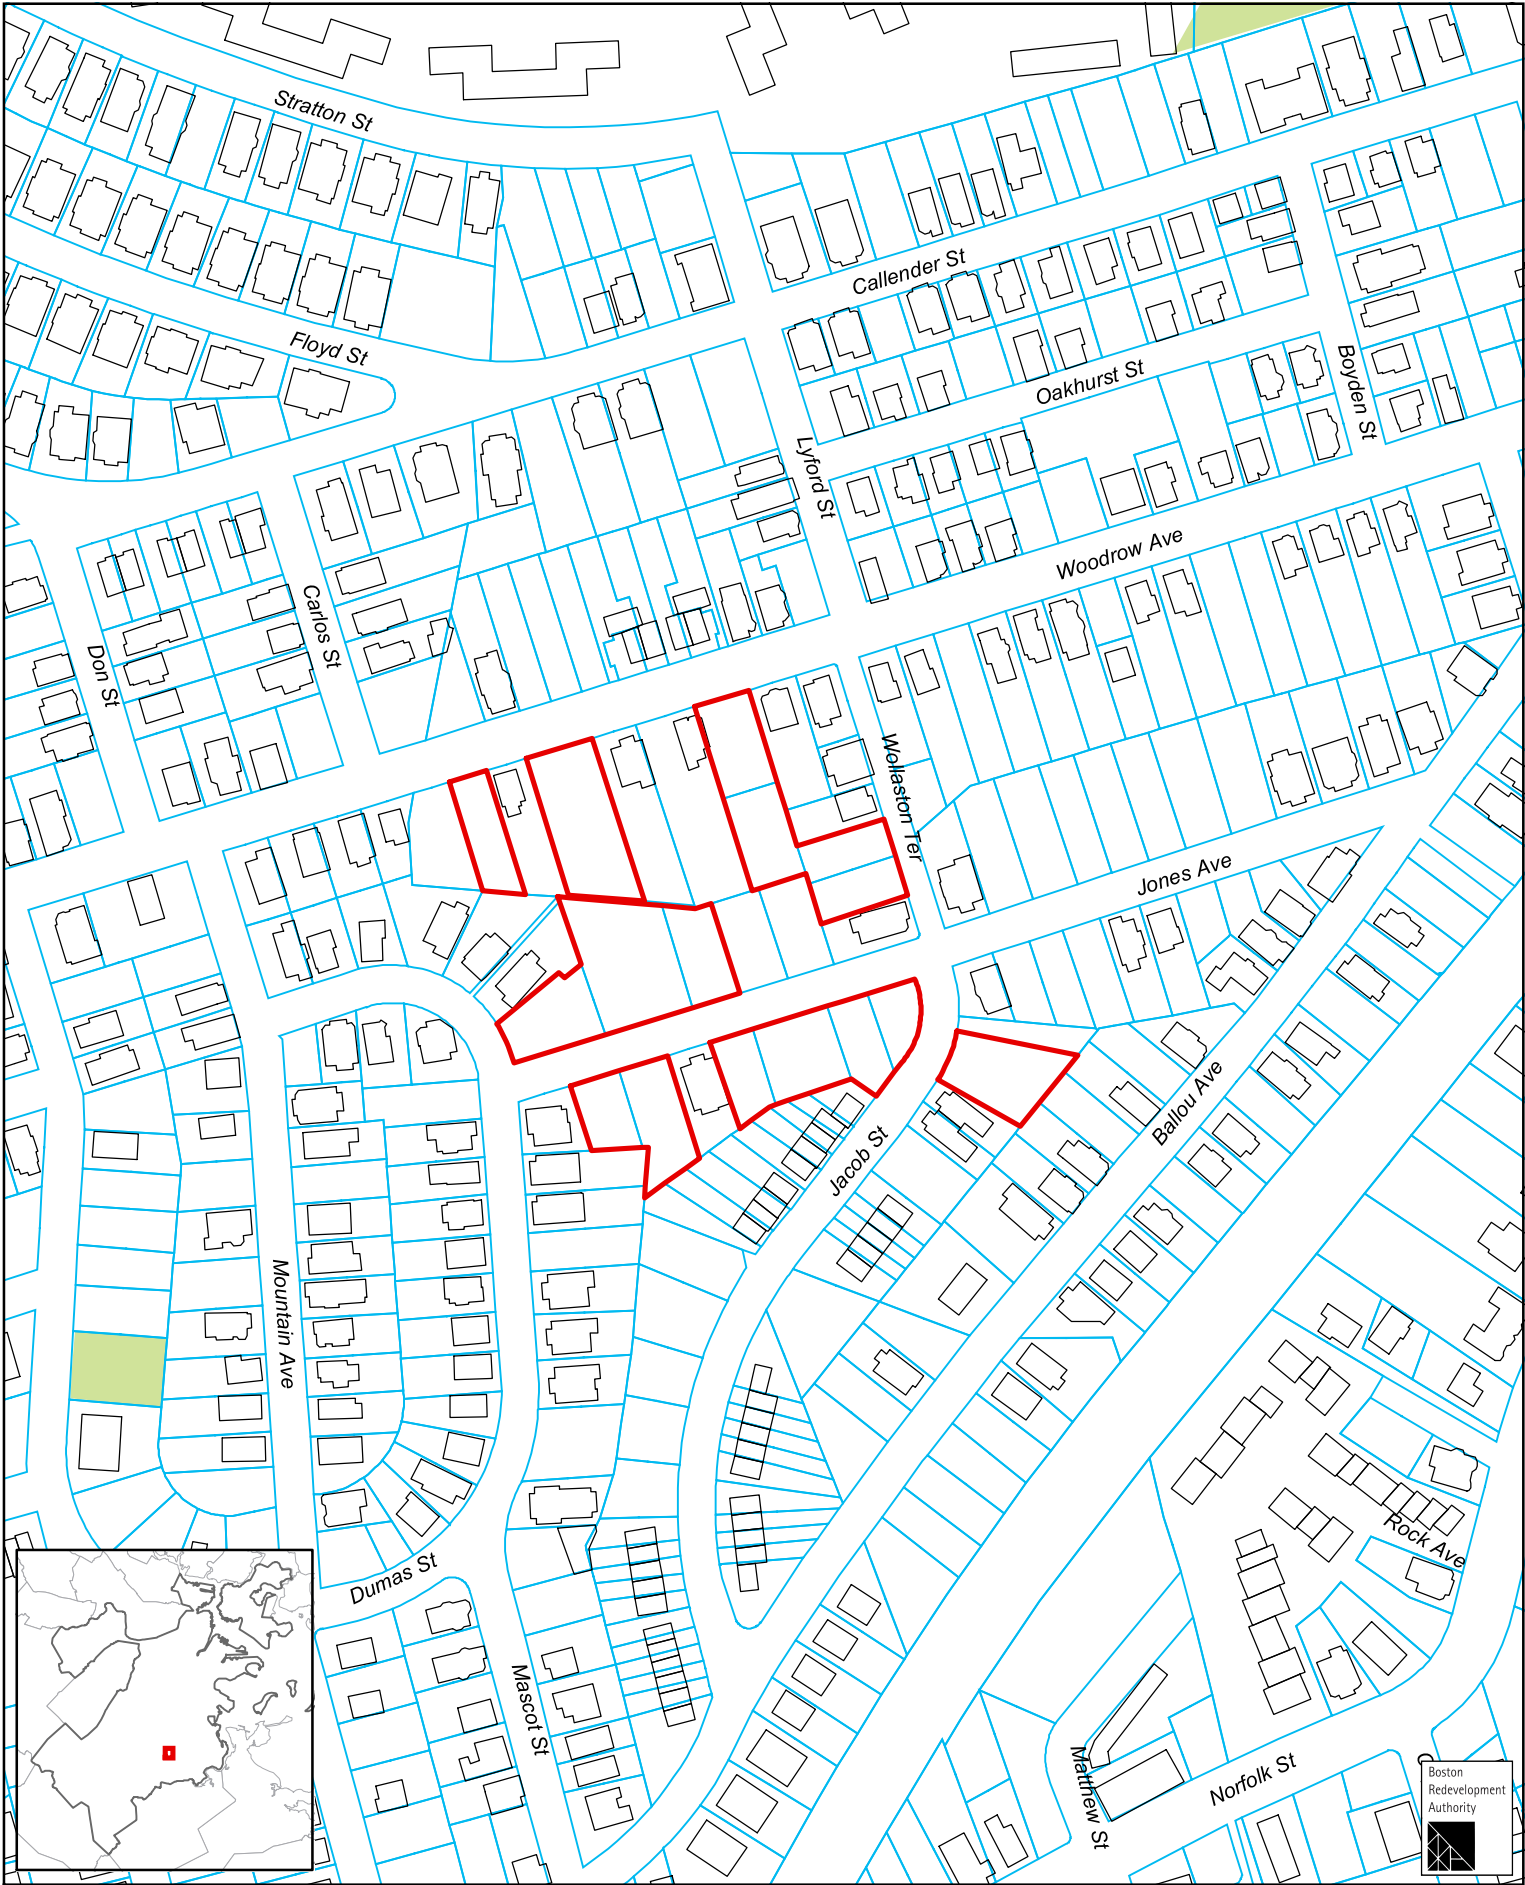 Stratton St
Callender St
Floyd St
Oakhurst St
Boyden St
Lyford St
Woodrow Ave
Carlos St
Don St
Wollaston Ter
Jones Ave
Ballou Ave
Jacob St
Mountain Ave
Rock Ave
Dumas St
Mascot St
Matthew St
Norfolk St
Boston
Redevelopment
Authority